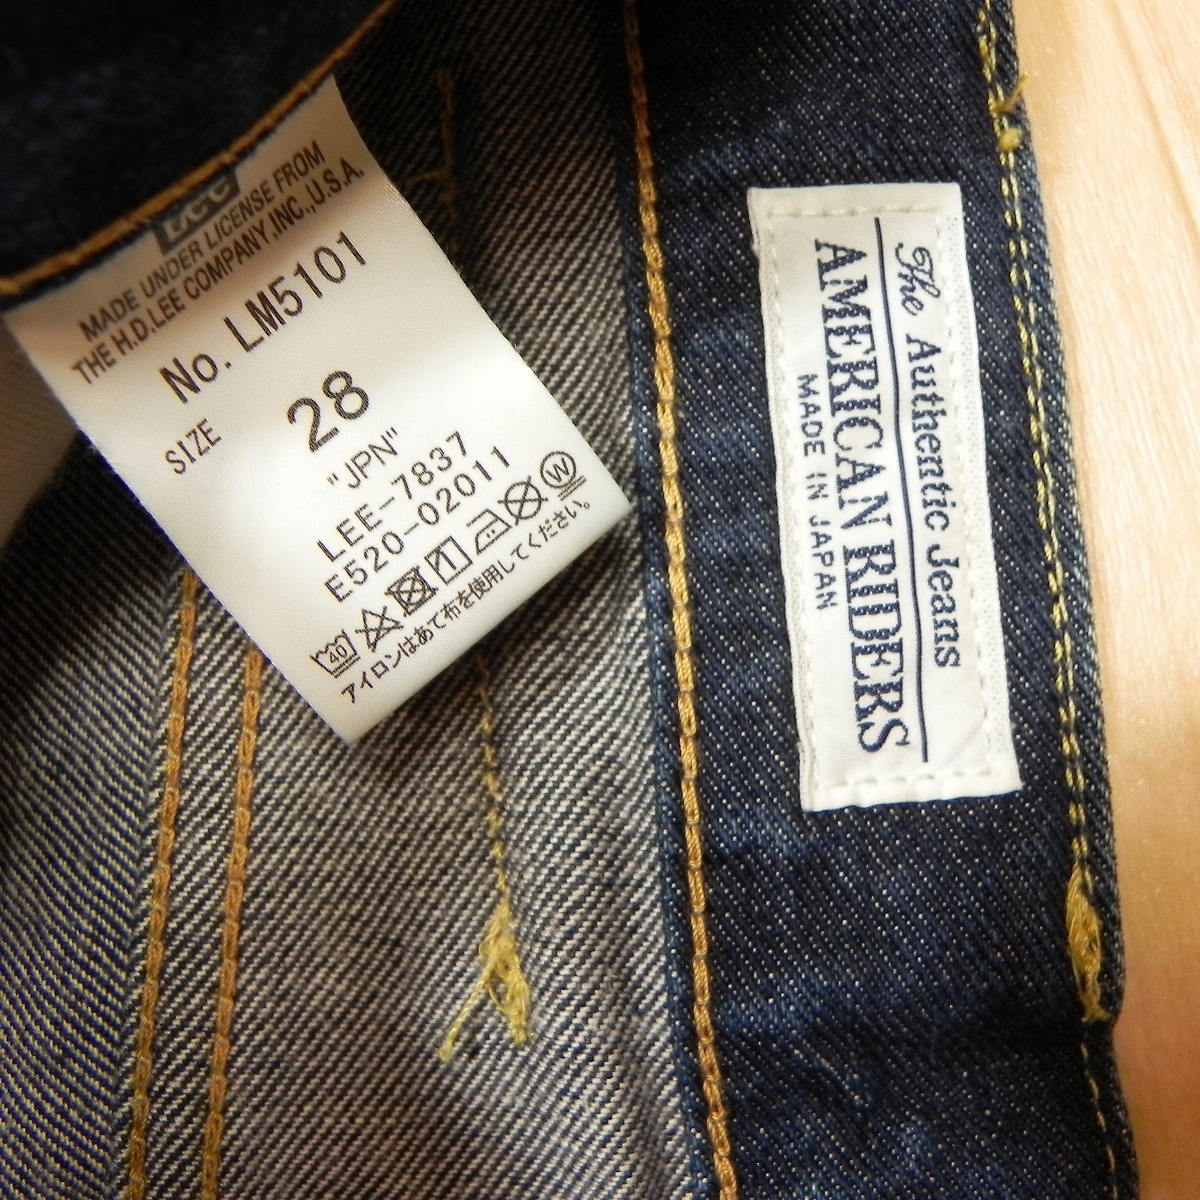 Lee
MADE UNDER LICENSE FROM
THE H.D.LEE COMPANY,INC.,U.S.A.
No. LM5101
SIZE 28
"JPN"
LEE-7837
E520-02011
40 W
アイロンはあて布を使用してください。
The Authentic Jeans
AMERICAN RIDERS
MADE IN JAPAN